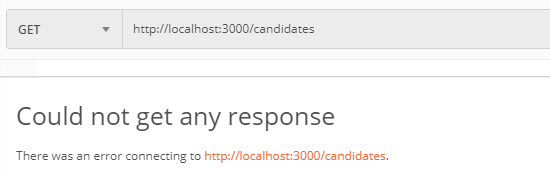 GET http://localhost:3000/candidates
Could not get any response
There was an error connecting to http://localhost:3000/candidates.